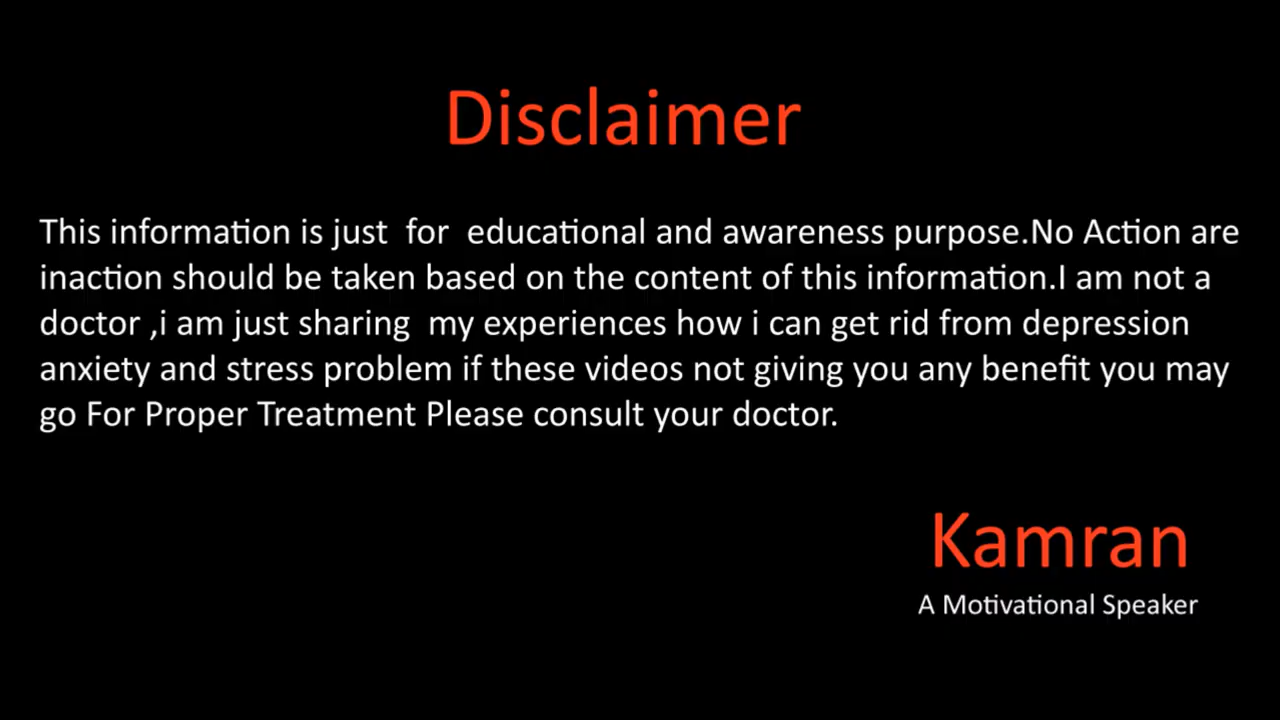 Disclaimer
This information is just  for  educational and awareness purpose.No Action are
inaction should be taken based on the content of this information.I am not a
doctor ,i am just sharing  my experiences how i can get rid from depression
anxiety and stress problem if these videos not giving you any benefit you may
go For Proper Treatment Please consult your doctor.
Kamran
A Motivational Speaker